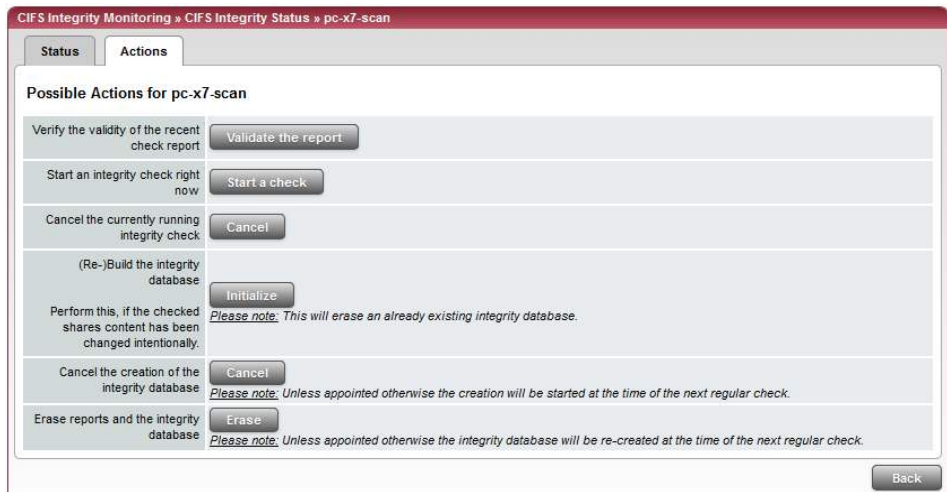 CIFS Integrity Monitoring » CIFS Integrity Status » pc-x7-scan
Status
Actions
Possible Actions for pc-x7-scan
Verify the validity of the recent
check report
Validate the report
Start an integrity check right
now
Start a check
Cancel the currently running
integrity check
Cancel
(Re-)Build the integrity
database
Perform this, if the checked
shares content has been
changed intentionally.
Initialize
Please note: This will erase an already existing integrity database.
Cancel the creation of the
integrity database
Cancel
Please note: Unless appointed otherwise the creation will be started at the time of the next regular check.
Erase reports and the integrity
database
Erase
Please note: Unless appointed otherwise the integrity database will be re-created at the time of the next regular check.
Back